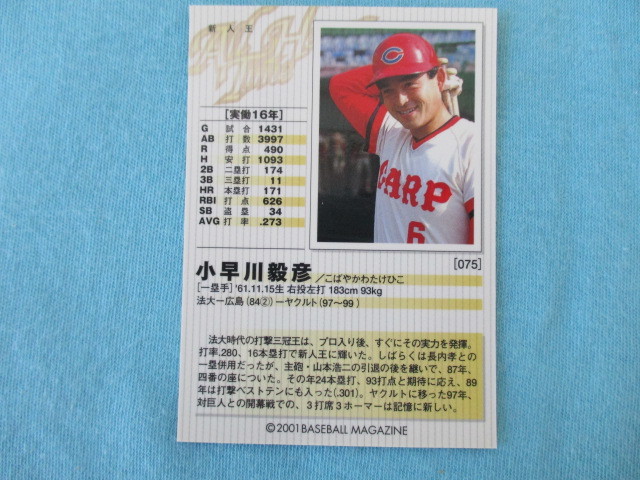 新人王
[実働16年]
G 試合 1431
AB 打数 3997
R 得点 490
H 安打 1093
2B 二塁打 174
3B 三塁打 11
HR 本塁打 171
RBI 打点 626
SB 盗塁 34
AVG 打率 .273
C
CARP
6
[075]
小早川毅彦/こばやかわたけひこ
[一塁手] '61.11.15生 右投左打 183cm 93kg
法大ー広島(84②)ーヤクルト(97〜99)
法大時代の打撃三冠王は、プロ入り後、すぐにその実力を発揮。
打率.280、16本塁打で新人王に輝いた。しばらくは長内孝との
一塁併用だったが、主砲・山本浩二の引退の後を継いで、87年、
四番の座についた。その年24本塁打、93打点と期待に応え、89
年は打撃ベストテンにも入った(.301)。ヤクルトに移った97年、
対巨人との開幕戦での、3打席3ホーマーは記憶に新しい。
©2001 BASEBALL MAGAZINE